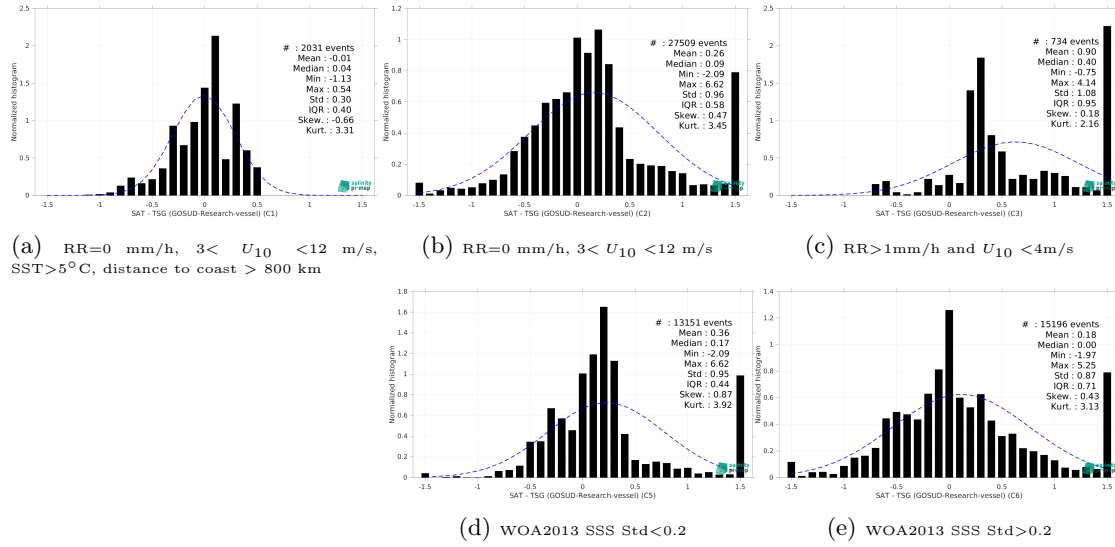 2.5
2
1.5
1
0.5
0
Normalized histogram
# : 2031 events
Mean : -0.01
Median : 0.04
Min : -1.13
Max : 0.54
Std : 0.30
IQR : 0.40
Skew. : -0.66
Kurt. : 3.31
salinity
pi-mep
-1.5 -1 -0.5 0 0.5 1 1.5
SAT - TSG (GOSUD-Research-vessel) (C1)
(a) RR=0 mm/h, 3< U10 <12 m/s,
SST>5°C, distance to coast > 800 km
1.2
1
0.8
0.6
0.4
0.2
0
Normalized histogram
# : 27509 events
Mean : 0.26
Median : 0.09
Min : -2.09
Max : 6.62
Std : 0.96
IQR : 0.58
Skew. : 0.47
Kurt. : 3.45
salinity
pi-mep
-1.5 -1 -0.5 0 0.5 1 1.5
SAT - TSG (GOSUD-Research-vessel) (C2)
(b) RR=0 mm/h, 3< U10 <12 m/s
2.5
2
1.5
1
0.5
0
Normalized histogram
# : 734 events
Mean : 0.90
Median : 0.40
Min : -0.75
Max : 4.14
Std : 1.08
IQR : 0.95
Skew. : 0.18
Kurt. : 2.16
salinity
pi-mep
-1.5 -1 -0.5 0 0.5 1 1.5
SAT - TSG (GOSUD-Research-vessel) (C3)
(c) RR>1mm/h and U10 <4m/s
1.8
1.6
1.4
1.2
1
0.8
0.6
0.4
0.2
0
Normalized histogram
# : 13151 events
Mean : 0.36
Median : 0.17
Min : -2.09
Max : 6.62
Std : 0.95
IQR : 0.44
Skew. : 0.87
Kurt. : 3.92
salinity
pi-mep
-1.5 -1 -0.5 0 0.5 1 1.5
SAT - TSG (GOSUD-Research-vessel) (C5)
(d) WOA2013 SSS Std<0.2
1.4
1.2
1
0.8
0.6
0.4
0.2
0
Normalized histogram
# : 15196 events
Mean : 0.18
Median : 0.00
Min : -1.97
Max : 5.25
Std : 0.87
IQR : 0.71
Skew. : 0.43
Kurt. : 3.13
salinity
pi-mep
-1.5 -1 -0.5 0 0.5 1 1.5
SAT - TSG (GOSUD-Research-vessel) (C6)
(e) WOA2013 SSS Std>0.2